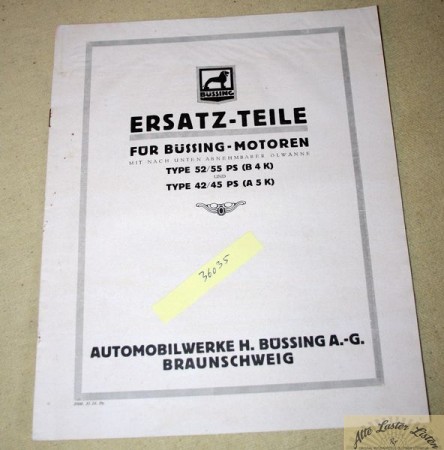 BÜSSING
ERSATZ-TEILE
FÜR BÜSSING-MOTOREN
MIT NACH UNTEN ABNEHMBARER OLWANNE
TYPE 52/55 PS (B 4 K)
UND
TYPE 42/45 PS (A 5 K)
36035
AUTOMOBILWERKE H. BÜSSING A.-G.
BRAUNSCHWEIG
Alte Laster Listen